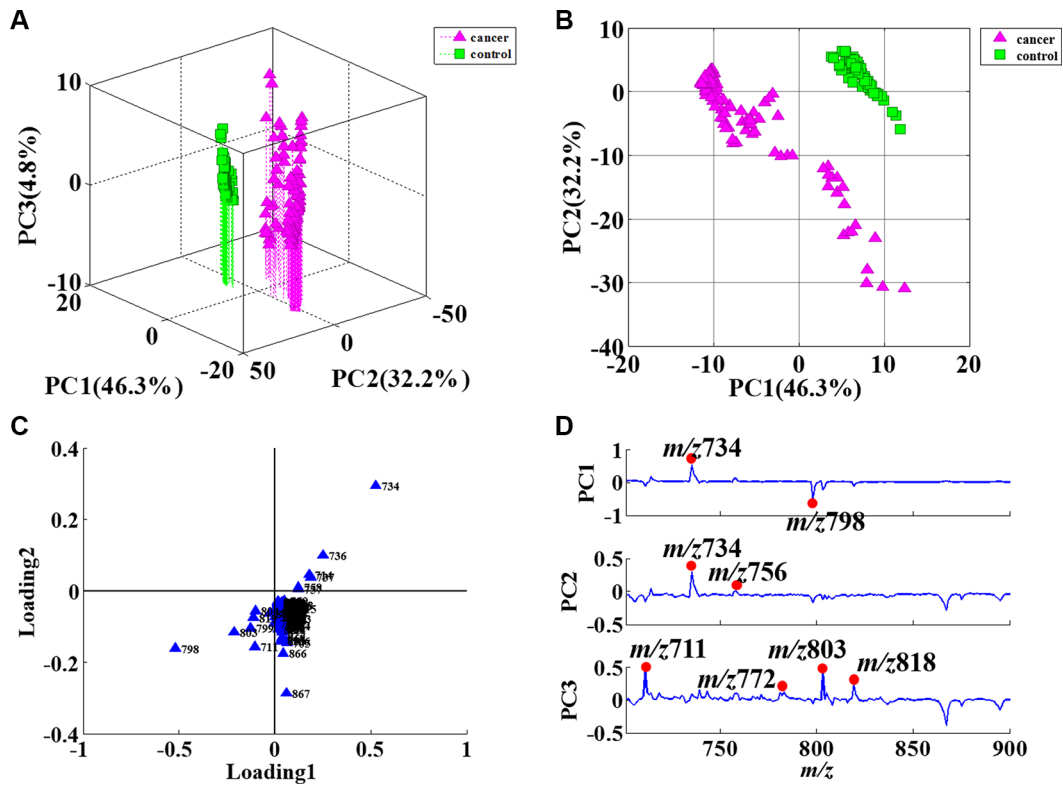 A
cancer
control
10
0
-10
PC3(4.8%)
20
0
-20
50
0
-50
PC1(46.3%)
PC2(32.2%)
B
cancer
control
10
0
-10
-20
-30
-40
PC2(32.2%)
-20
-10
0
10
20
PC1(46.3%)
C
0.4
0.2
0
-0.2
-0.4
Loading2
734
736
803
799
798
711
866
867
-1
-0.5
0
0.5
1
Loading1
D
m/z734
1
0
-1
PC1
m/z798
m/z734
m/z756
0.5
0
-0.5
PC2
m/z711
m/z772
m/z803
m/z818
0.5
0
-0.5
PC3
750
800
850
900
m/z